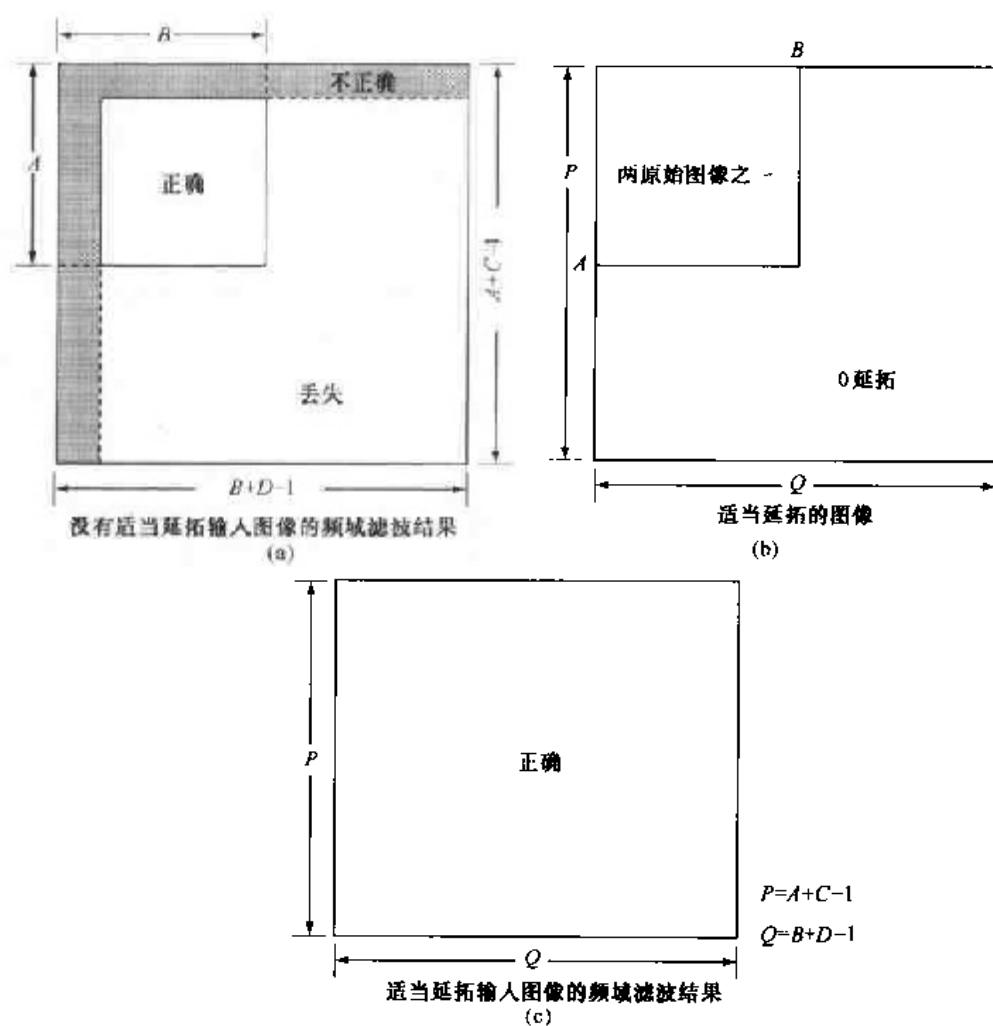 B
不正确
A
正确
A+C-1
丢失
B+D-1
没有适当延拓输入图像的频域滤波结果
(a)
B
P
两原始图像之一
A
0延拓
Q
适当延拓的图像
(b)
P
正确
P=A+C-1
Q=B+D-1
Q
适当延拓输入图像的频域滤波结果
(c)